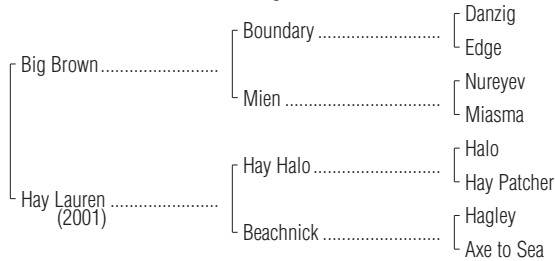 Danzig
Boundary
Edge
Big Brown
Nureyev
Mien
Miasma
Halo
Hay Halo
Hay Patcher
Hay Lauren
(2001)
Hagley
Beachnick
Axe to Sea